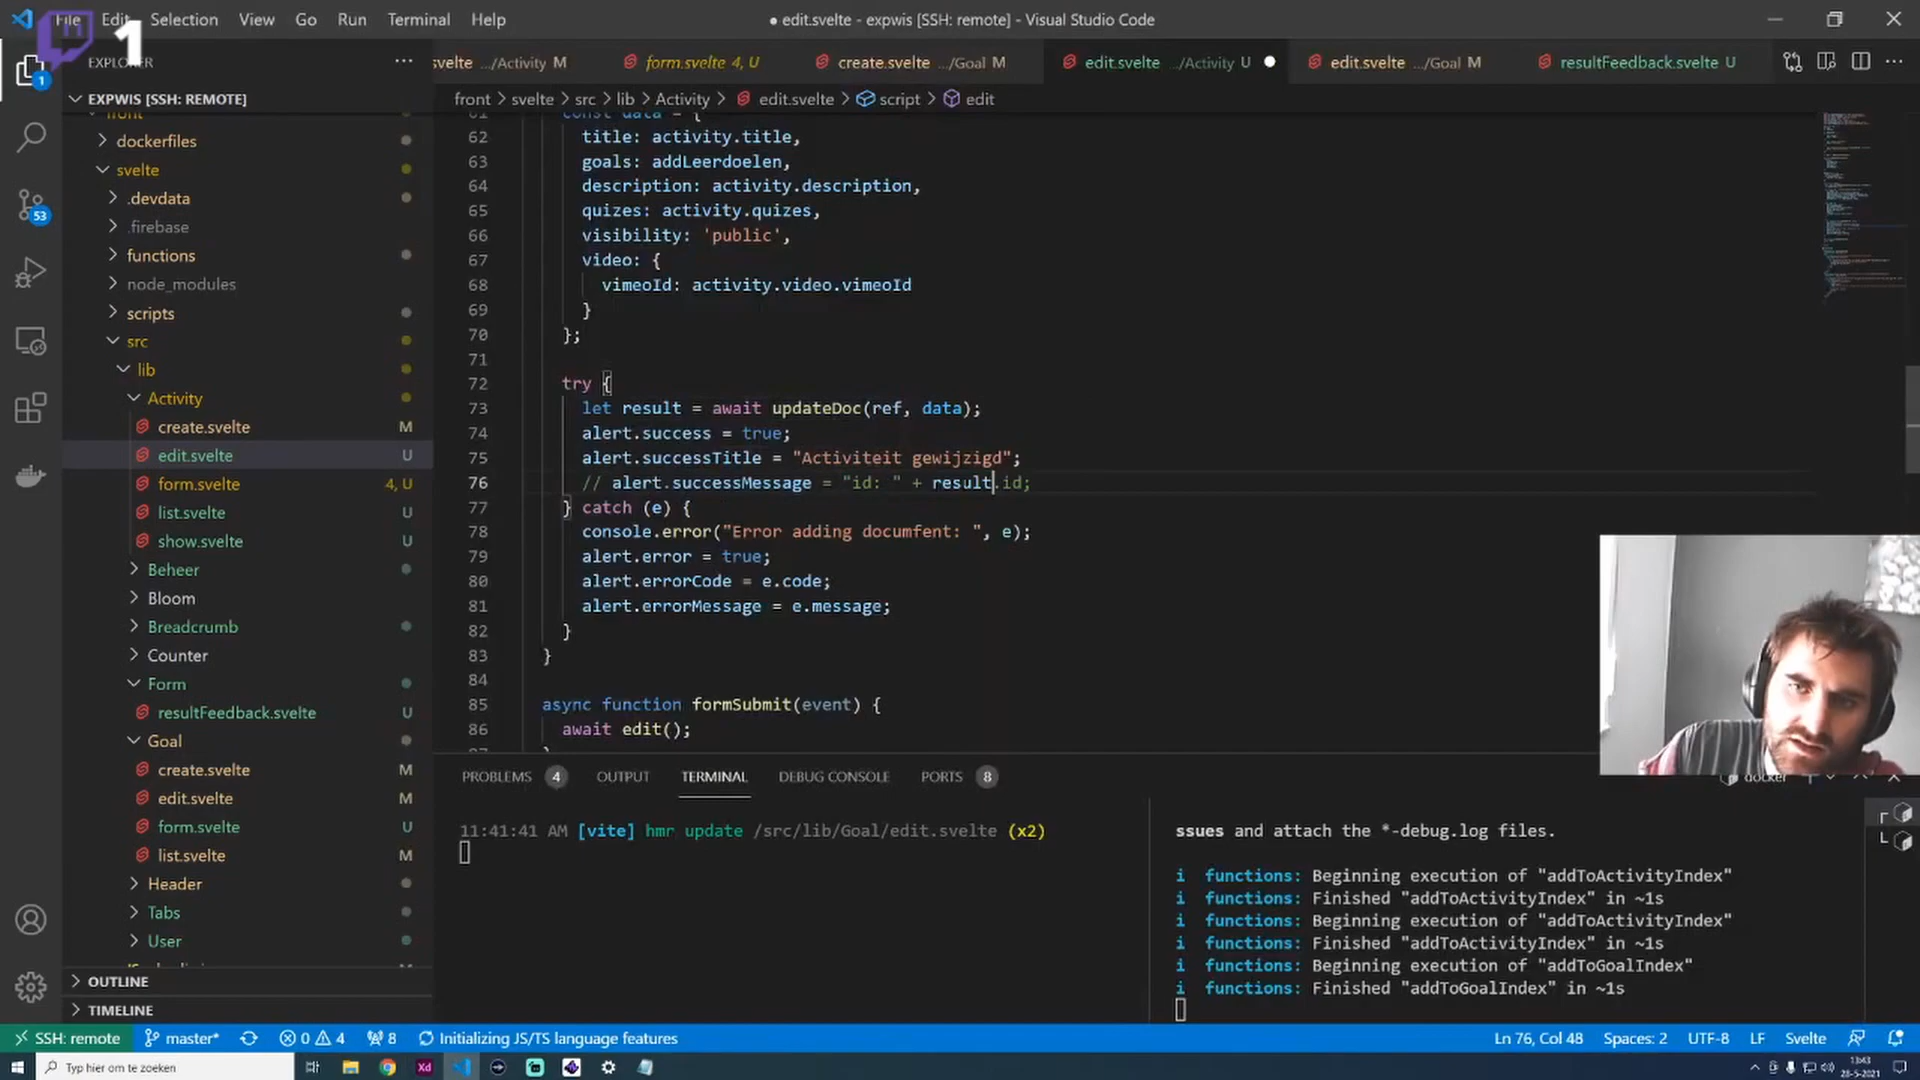 File Edit Selection View Go Run Terminal Help
● edit.svelte - expwis [SSH: remote] - Visual Studio Code
1
EXPLORER
svelte .../Activity M
form.svelte 4, U
create.svelte .../Goal M
edit.svelte .../Activity U
edit.svelte .../Goal M
resultFeedback.svelte U
EXPWIS [SSH: REMOTE]
front > svelte > src > lib > Activity > edit.svelte > script > edit
front
dockerfiles
svelte
.devdata
.firebase
functions
node_modules
scripts
src
lib
Activity
create.svelte M
edit.svelte U
form.svelte 4, U
list.svelte U
show.svelte U
Beheer
Bloom
Breadcrumb
Counter
Form
resultFeedback.svelte U
Goal
create.svelte M
edit.svelte M
form.svelte U
list.svelte M
Header
Tabs
User
OUTLINE
TIMELINE
61 const data = {
62 title: activity.title,
63 goals: addLeerdoelen,
64 description: activity.description,
65 quizes: activity.quizes,
66 visibility: 'public',
67 video: {
68 vimeoId: activity.video.vimeoId
69 }
70 };
71
72 try {
73 let result = await updateDoc(ref, data);
74 alert.success = true;
75 alert.successTitle = "Activiteit gewijzigd";
76 // alert.successMessage = "id: " + result.id;
77 } catch (e) {
78 console.error("Error adding documfent: ", e);
79 alert.error = true;
80 alert.errorCode = e.code;
81 alert.errorMessage = e.message;
82 }
83 }
84
85 async function formSubmit(event) {
86 await edit();
87 }
PROBLEMS 4 OUTPUT TERMINAL DEBUG CONSOLE PORTS 8
docker
11:41:41 AM [vite] hmr update /src/lib/Goal/edit.svelte (x2)
ssues and attach the *-debug.log files.
i functions: Beginning execution of "addToActivityIndex"
i functions: Finished "addToActivityIndex" in ~1s
i functions: Beginning execution of "addToActivityIndex"
i functions: Finished "addToActivityIndex" in ~1s
i functions: Beginning execution of "addToGoalIndex"
i functions: Finished "addToGoalIndex" in ~1s
1
53
SSH: remote master* 0 4 8 Initializing JS/TS language features
Ln 76, Col 48 Spaces: 2 UTF-8 LF Svelte
Typ hier om te zoeken
Xd
13:43
28-5-2021